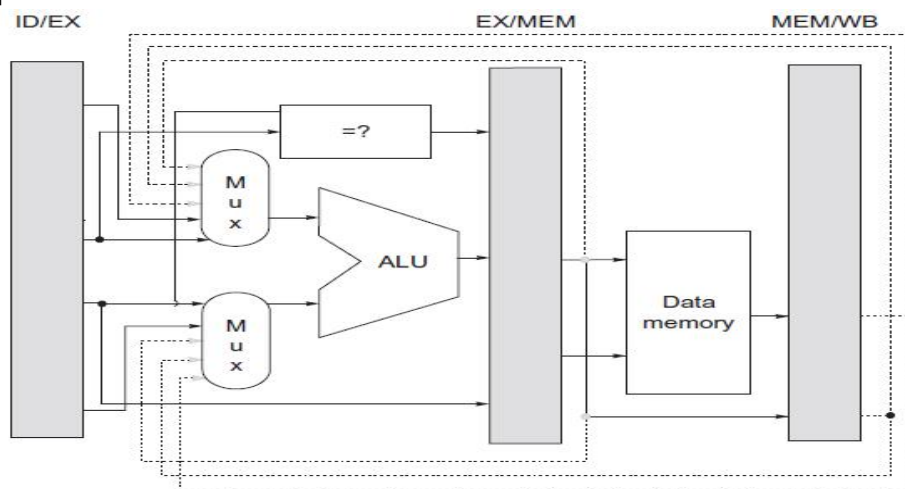 ID/EX
EX/MEM
MEM/WB
=?
M
u
x
ALU
M
u
x
Data
memory